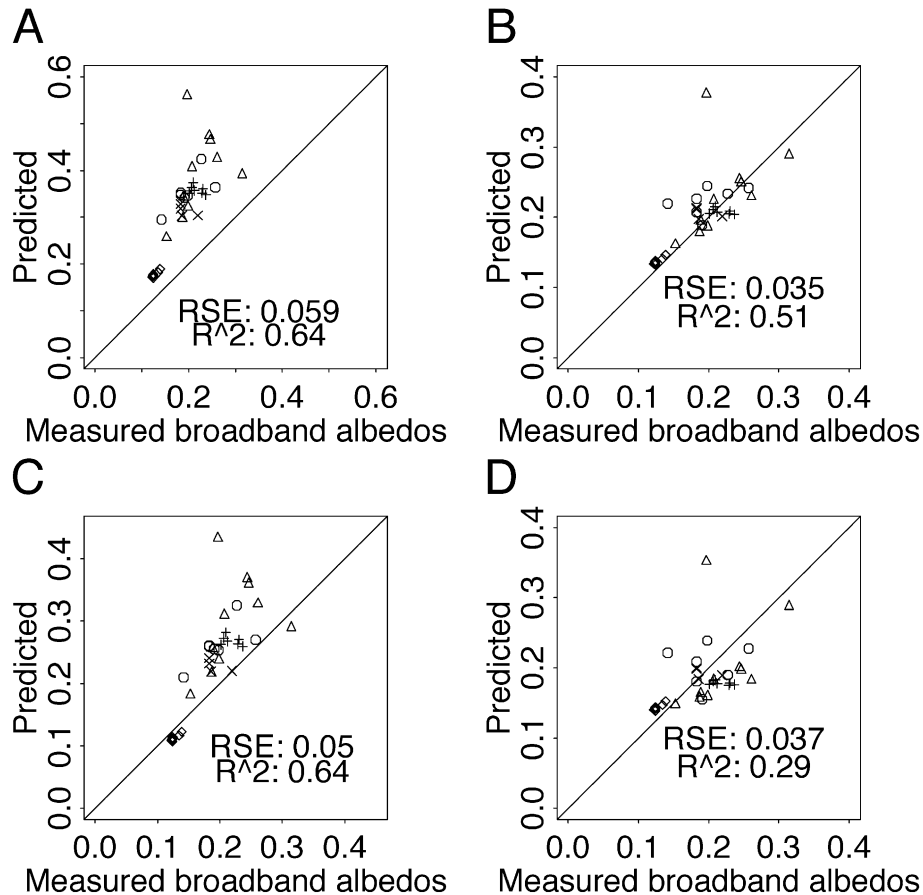 A
0.6
0.4
0.2
0.0
Predicted
RSE: 0.059
R^2: 0.64
0.0 0.2 0.4 0.6
Measured broadband albedos
B
0.4
0.3
0.2
0.1
0.0
Predicted
RSE: 0.035
R^2: 0.51
0.0 0.1 0.2 0.3 0.4
Measured broadband albedos
C
0.4
0.3
0.2
0.1
0.0
Predicted
RSE: 0.05
R^2: 0.64
0.0 0.1 0.2 0.3 0.4
Measured broadband albedos
D
0.4
0.3
0.2
0.1
0.0
Predicted
RSE: 0.037
R^2: 0.29
0.0 0.1 0.2 0.3 0.4
Measured broadband albedos